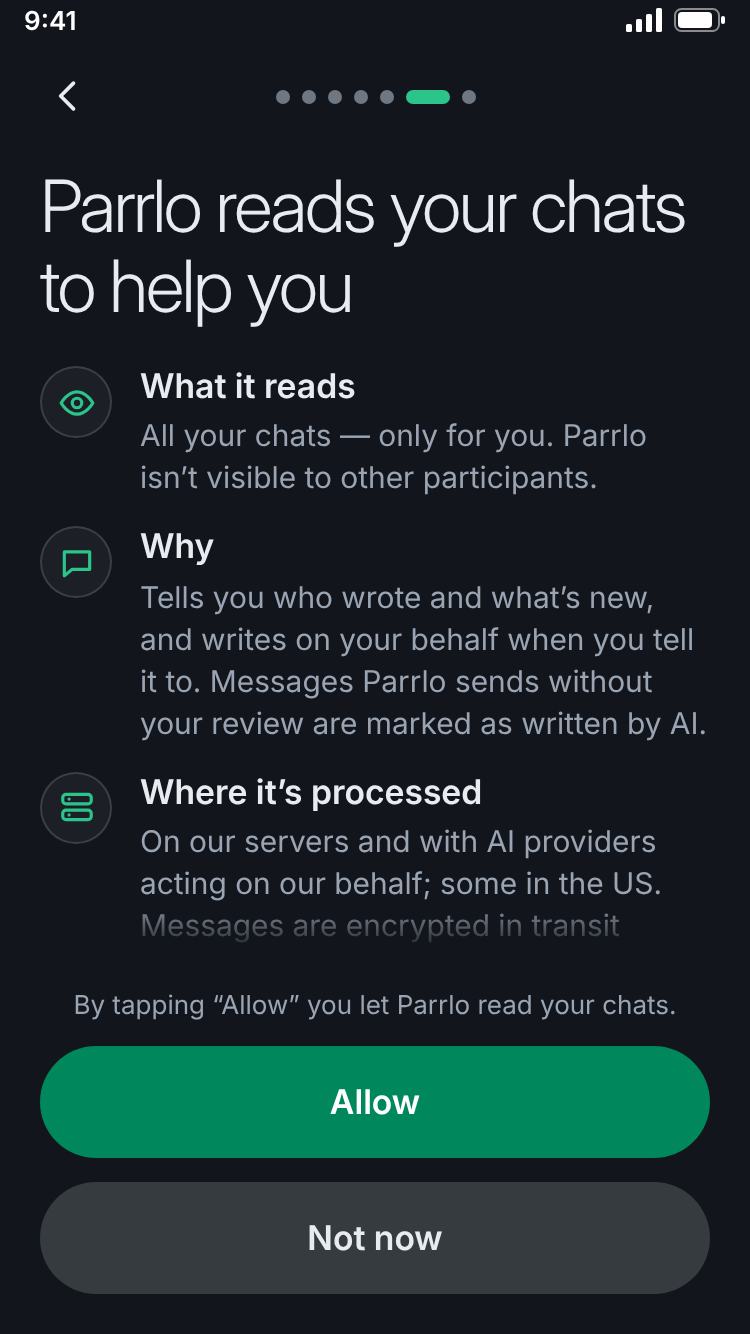 9:41
Parrlo reads your chats
to help you
What it reads
All your chats — only for you. Parrlo
isn’t visible to other participants.
Why
Tells you who wrote and what’s new,
and writes on your behalf when you tell
it to. Messages Parrlo sends without
your review are marked as written by AI.
Where it’s processed
On our servers and with AI providers
acting on our behalf; some in the US.
Messages are encrypted in transit
By tapping “Allow” you let Parrlo read your chats.
Allow
Not now